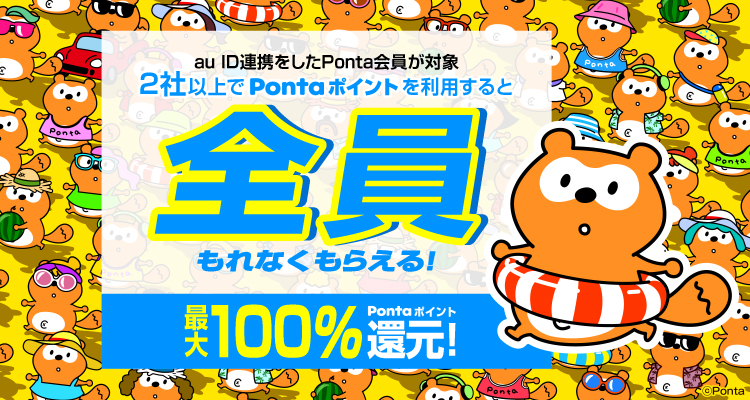 au ID連携をしたPonta会員が対象
2社以上でPontaポイントを利用すると
全員
もれなくもらえる!
最大100% Pontaポイント還元!
Ponta
Ponta
Ponta
Ponta
©Ponta